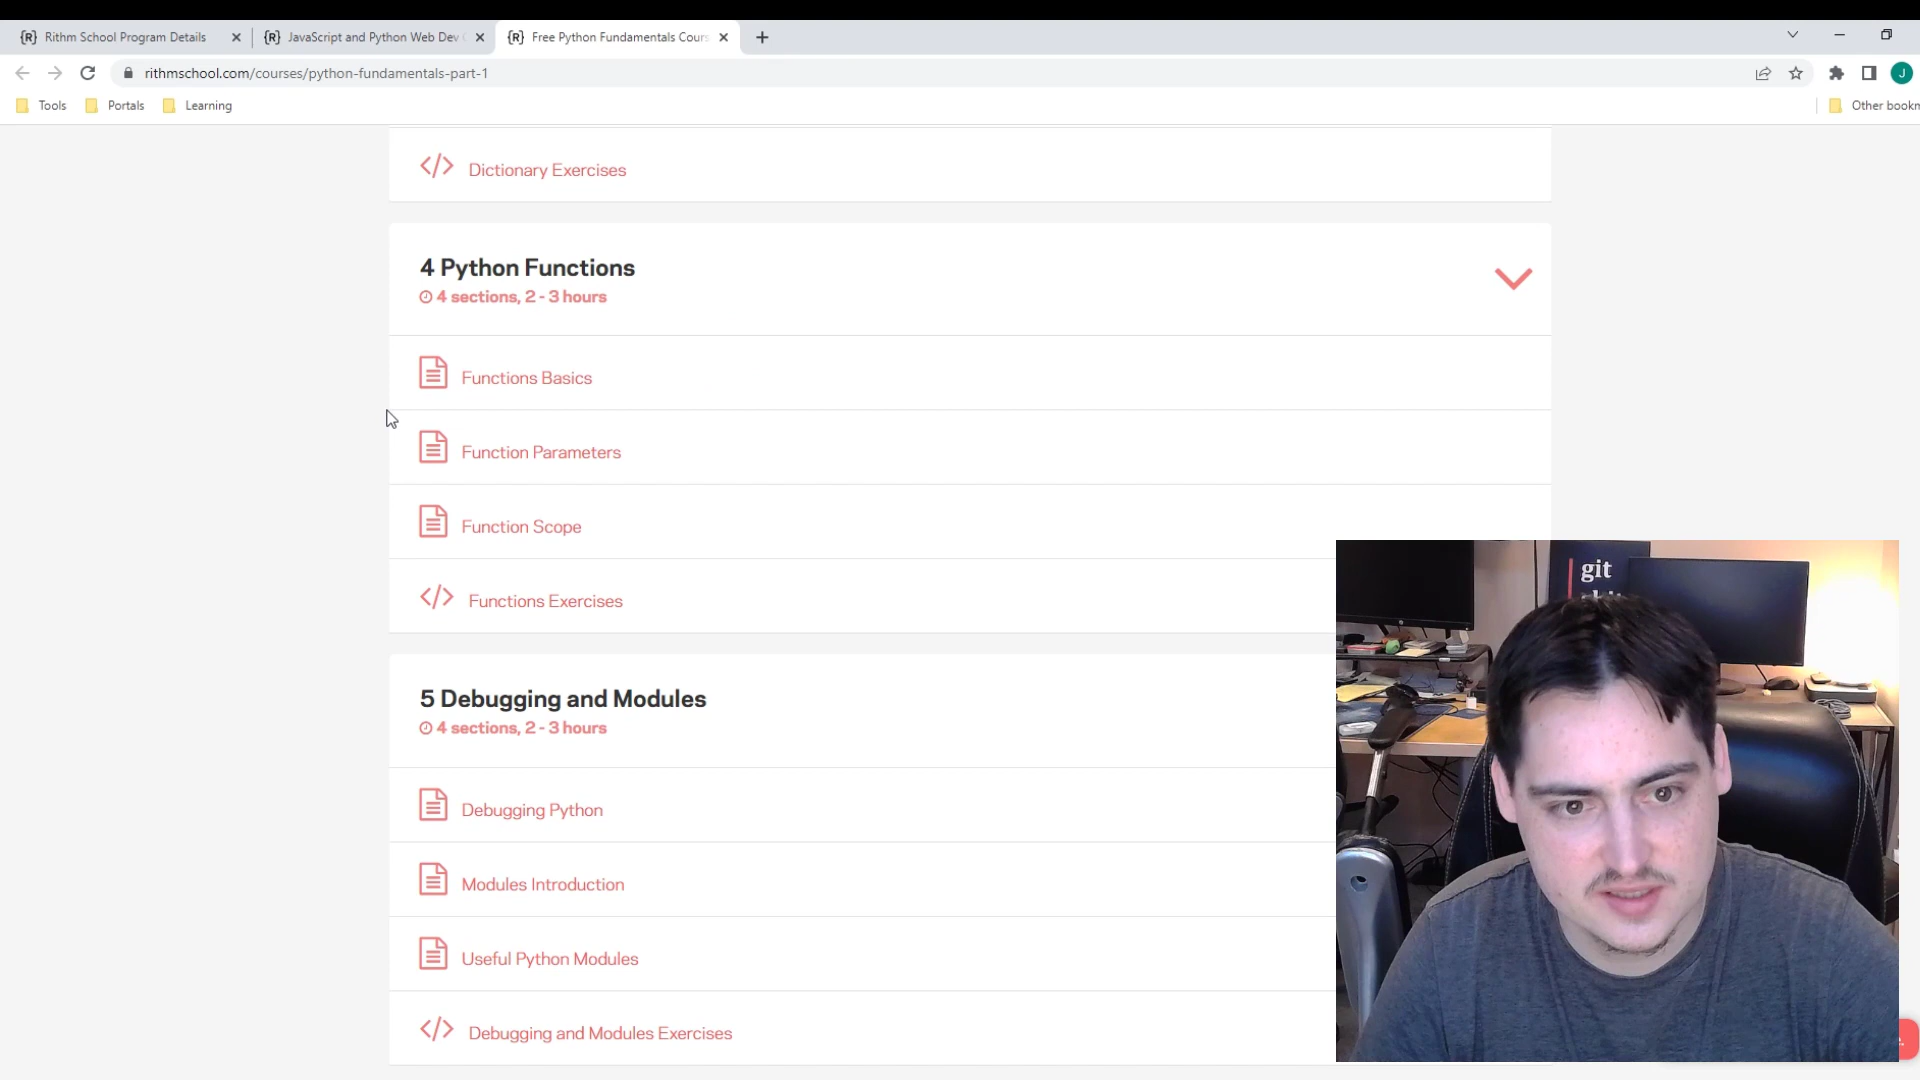 {R} Rithm School Program Details
{R} JavaScript and Python Web Dev
{R} Free Python Fundamentals Cours
rithmschool.com/courses/python-fundamentals-part-1
J
Tools
Portals
Learning
Other bookm
</> Dictionary Exercises
4 Python Functions
4 sections, 2 - 3 hours
Functions Basics
Function Parameters
Function Scope
</> Functions Exercises
5 Debugging and Modules
4 sections, 2 - 3 hours
Debugging Python
Modules Introduction
Useful Python Modules
</> Debugging and Modules Exercises
git